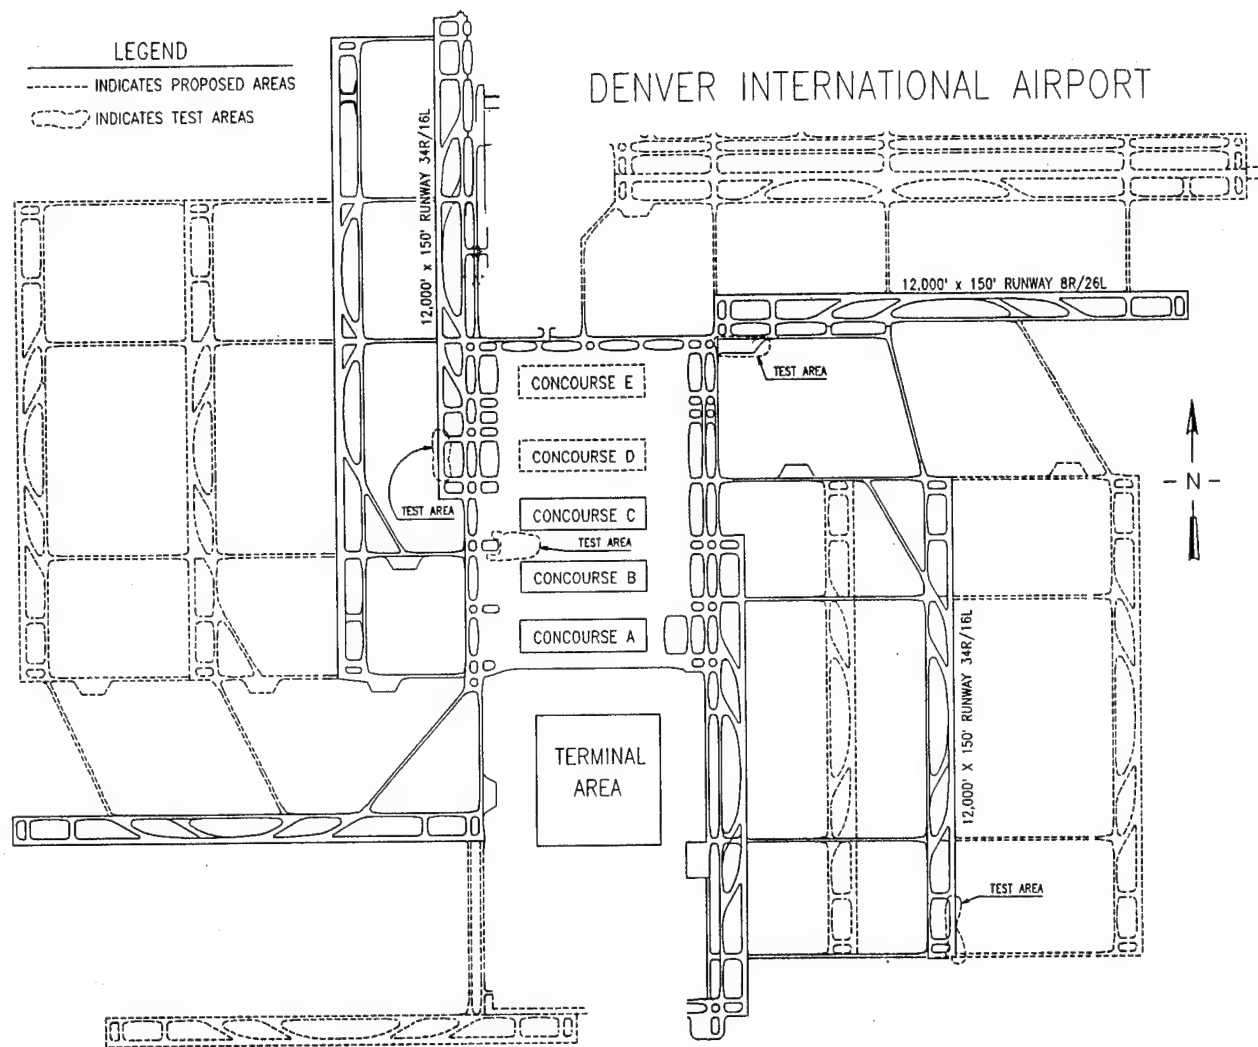 LEGEND
INDICATES PROPOSED AREAS
INDICATES TEST AREAS
DENVER INTERNATIONAL AIRPORT
12,000' x 150' RUNWAY 34R/16L
12,000' x 150' RUNWAY 8R/26L
TEST AREA
CONCOURSE E
CONCOURSE D
TEST AREA
CONCOURSE C
TEST AREA
CONCOURSE B
CONCOURSE A
- N -
12,000' X 150' RUNWAY 34R/16L
TERMINAL
AREA
TEST AREA